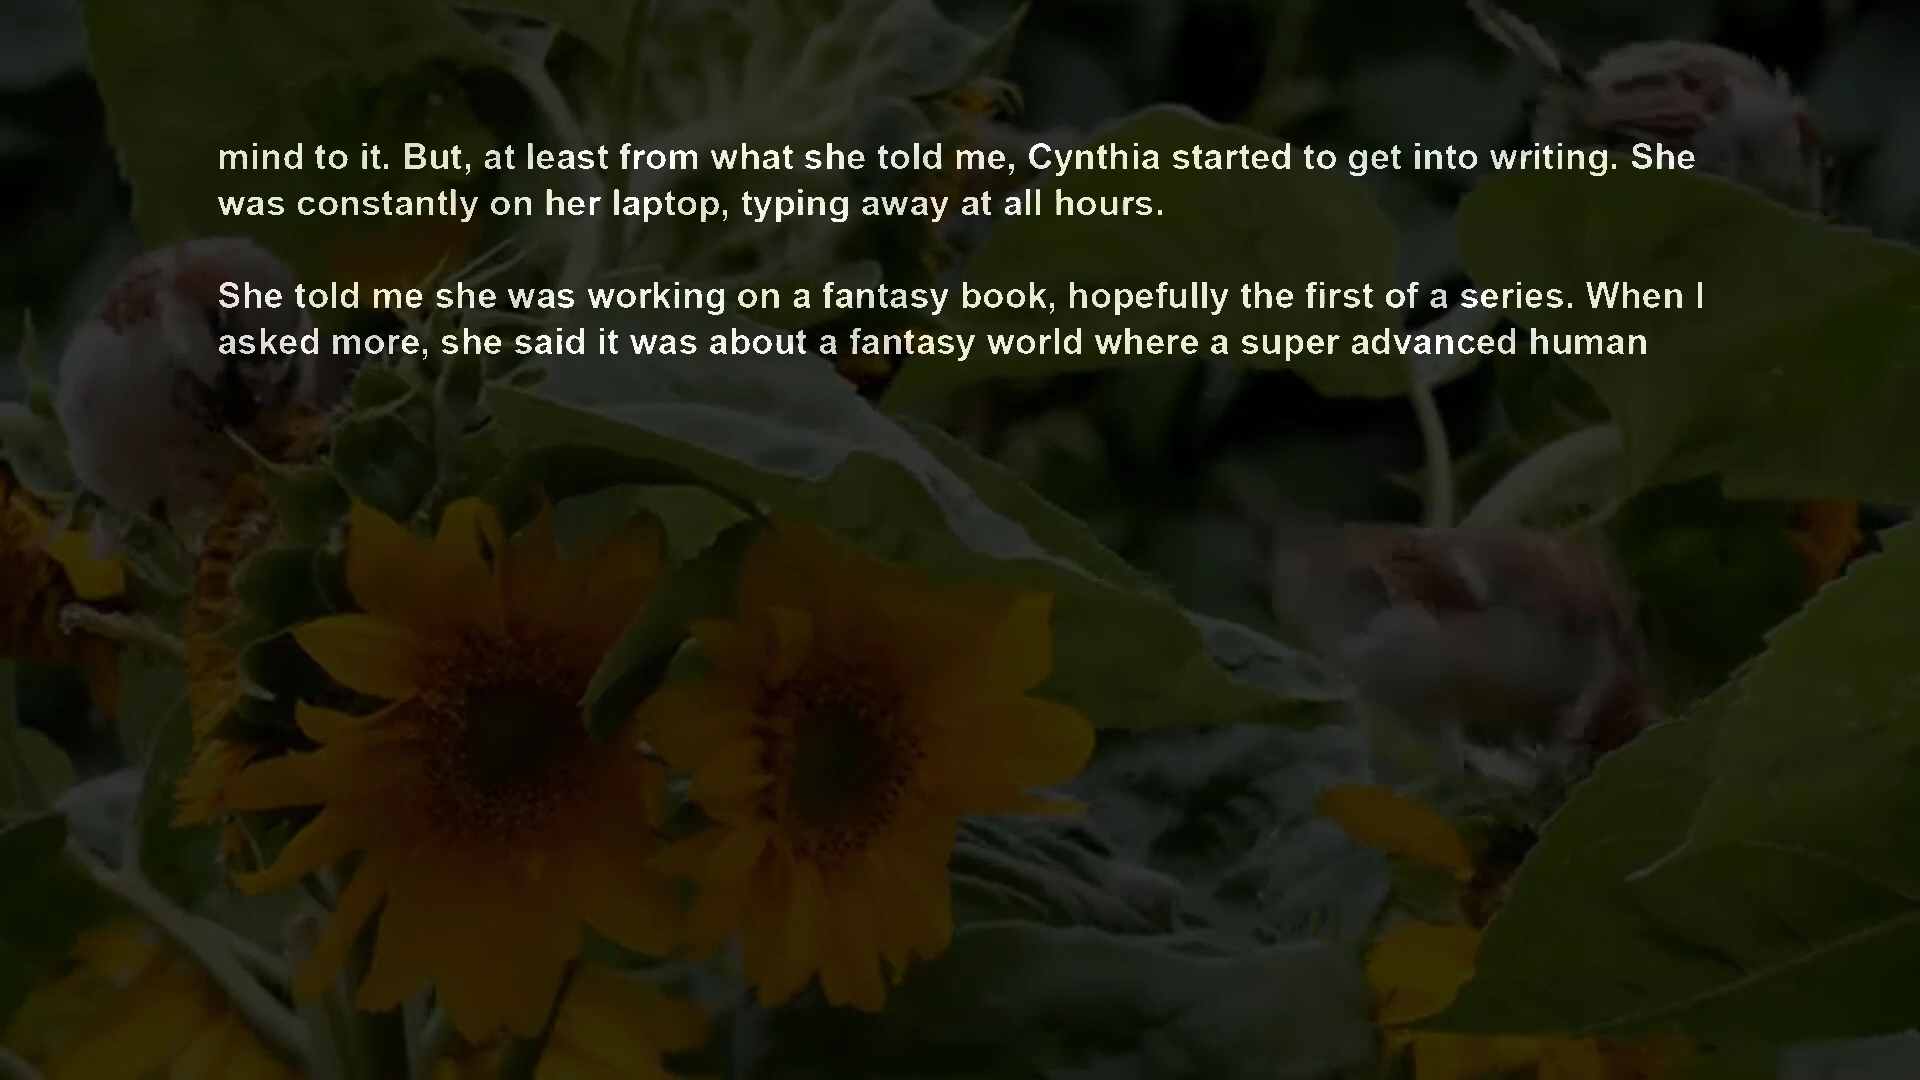 mind to it. But, at least from what she told me, Cynthia started to get into writing. She
was constantly on her laptop, typing away at all hours.
She told me she was working on a fantasy book, hopefully the first of a series. When I
asked more, she said it was about a fantasy world where a super advanced human